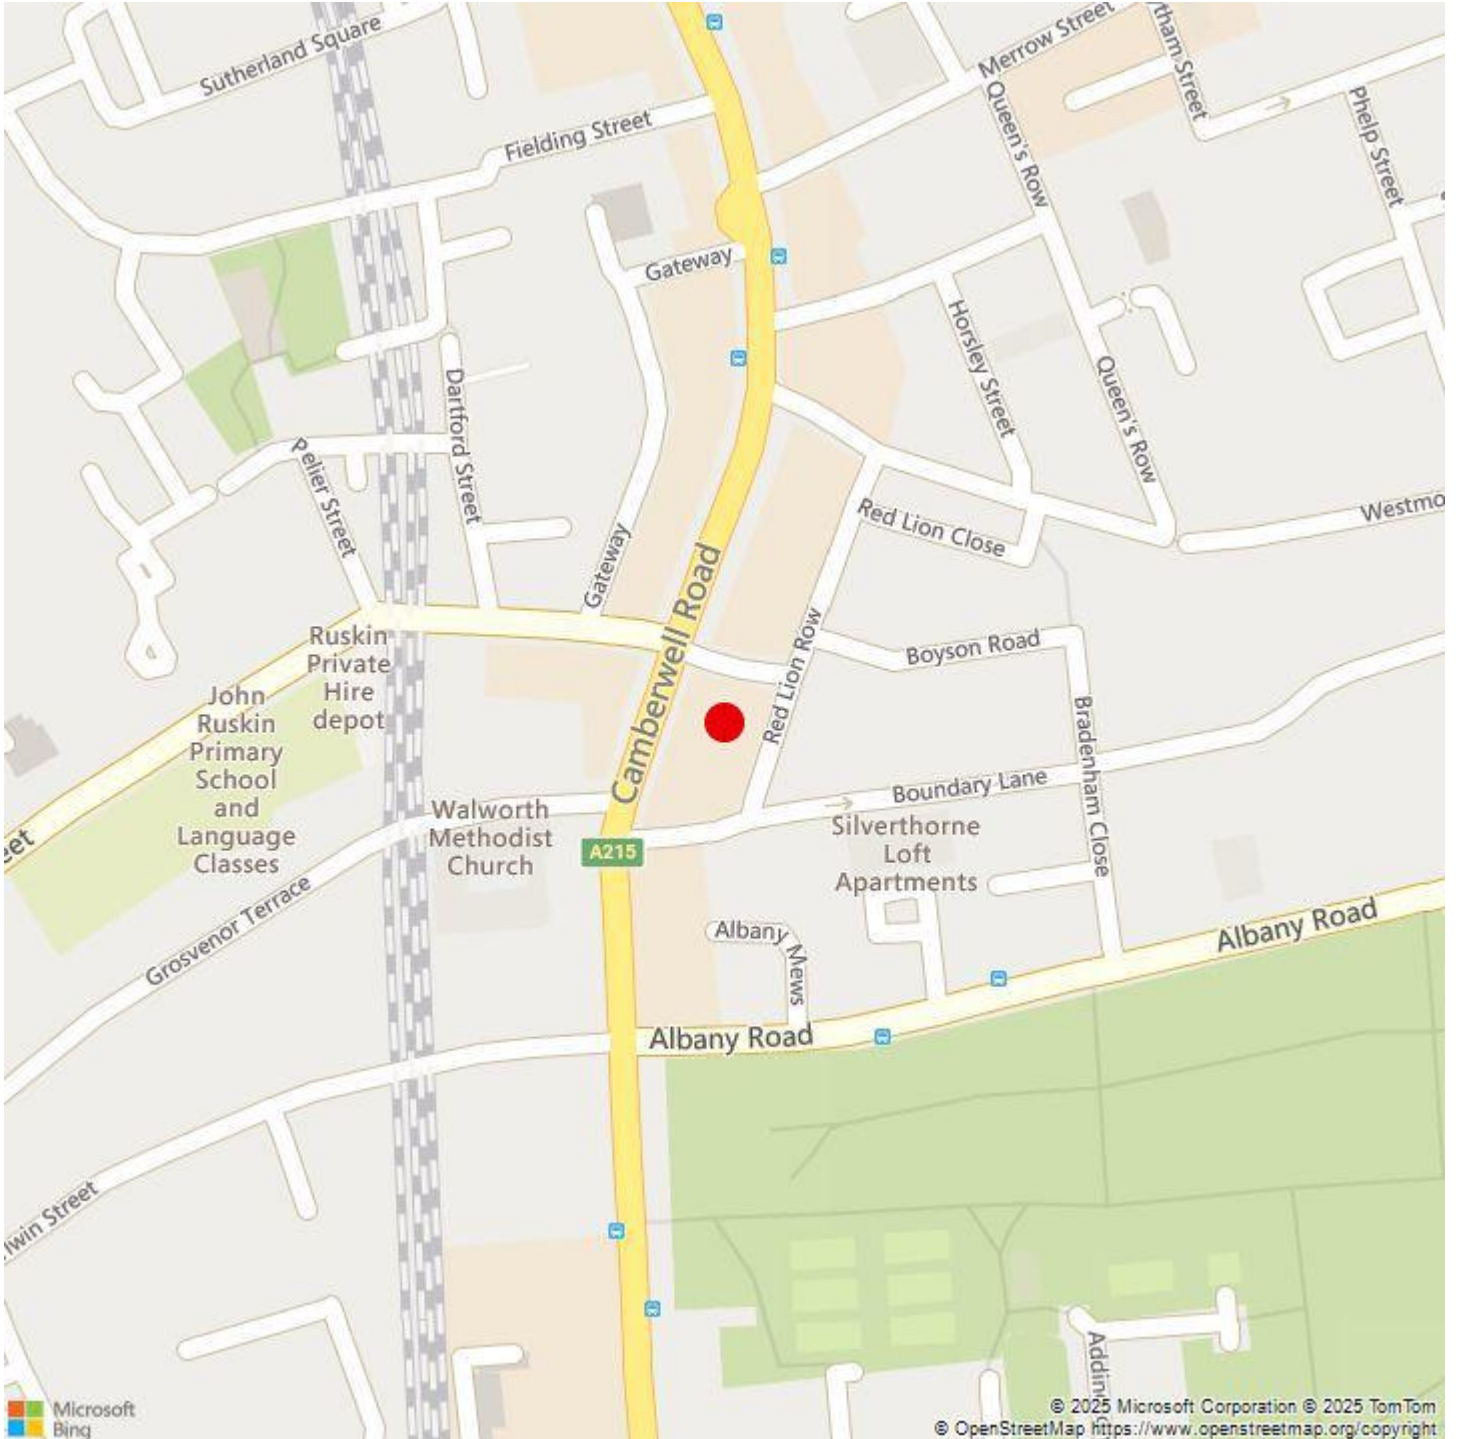 Sutherland Square
Merrow Street
Queen's Row
Phelp Street
Fielding Street
Gateway
Horsley Street
Queen's Row
Dartford Street
Pelier Street
Red Lion Close
Gateway
Camberwell Road
Red Lion Row
Boyson Road
Ruskin
Private
Hire
depot
John
Ruskin
Primary
School
and
Language
Classes
Bradenham Close
Boundary Lane
Walworth
Methodist
Church
A215
Silverthorne
Loft
Apartments
Grosvenor Terrace
Albany Mews
Albany Road
Albany Road
Microsoft
Bing
© 2025 Microsoft Corporation © 2025 TomTom
© OpenStreetMap https://www.openstreetmap.org/copyright